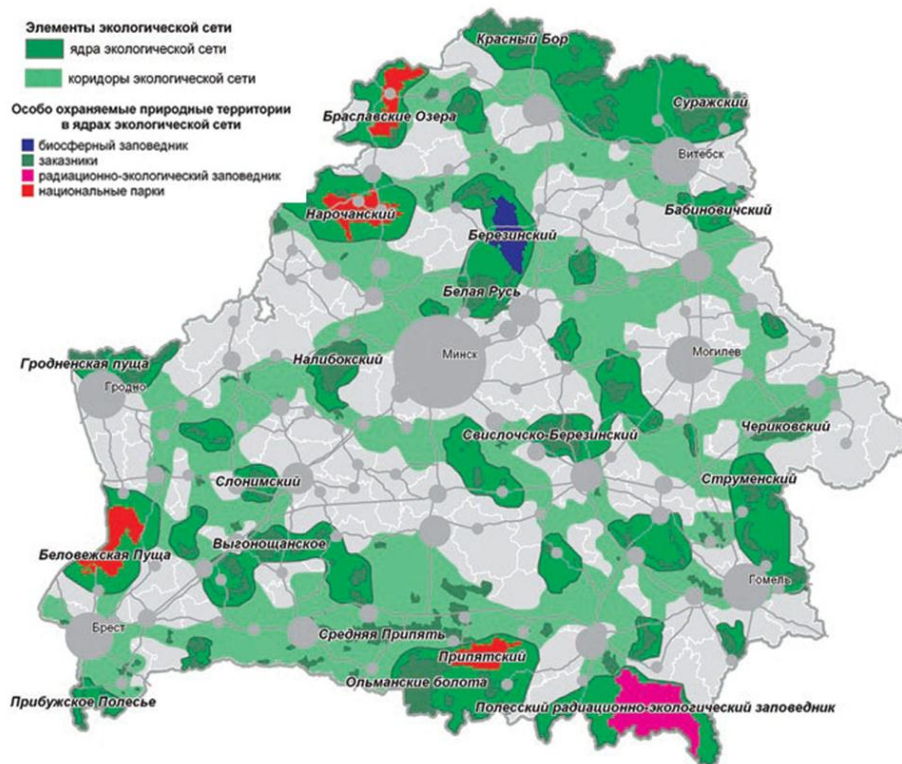 Элементы экологической сети
ядра экологической сети
коридоры экологической сети
Особо охраняемые природные территории
в ядрах экологической сети
биосферный заповедник
заказники
радиационно-экологический заповедник
национальные парки
Красный Бор
Суражский
Браславские Озера
Витебск
Нарочанский
Бабиновичский
Березинский
Белая Русь
Гродненская пуща
Налибокский
Минск
Могилев
Гродно
Свислочско-Березинский
Чериковский
Слонимский
Струменский
Беловежская Пуща
Выгонощанское
Гомель
Брест
Средняя Припять
Припятский
Ольманские болота
Прибужское Полесье
Полесский радиационно-экологический заповедник